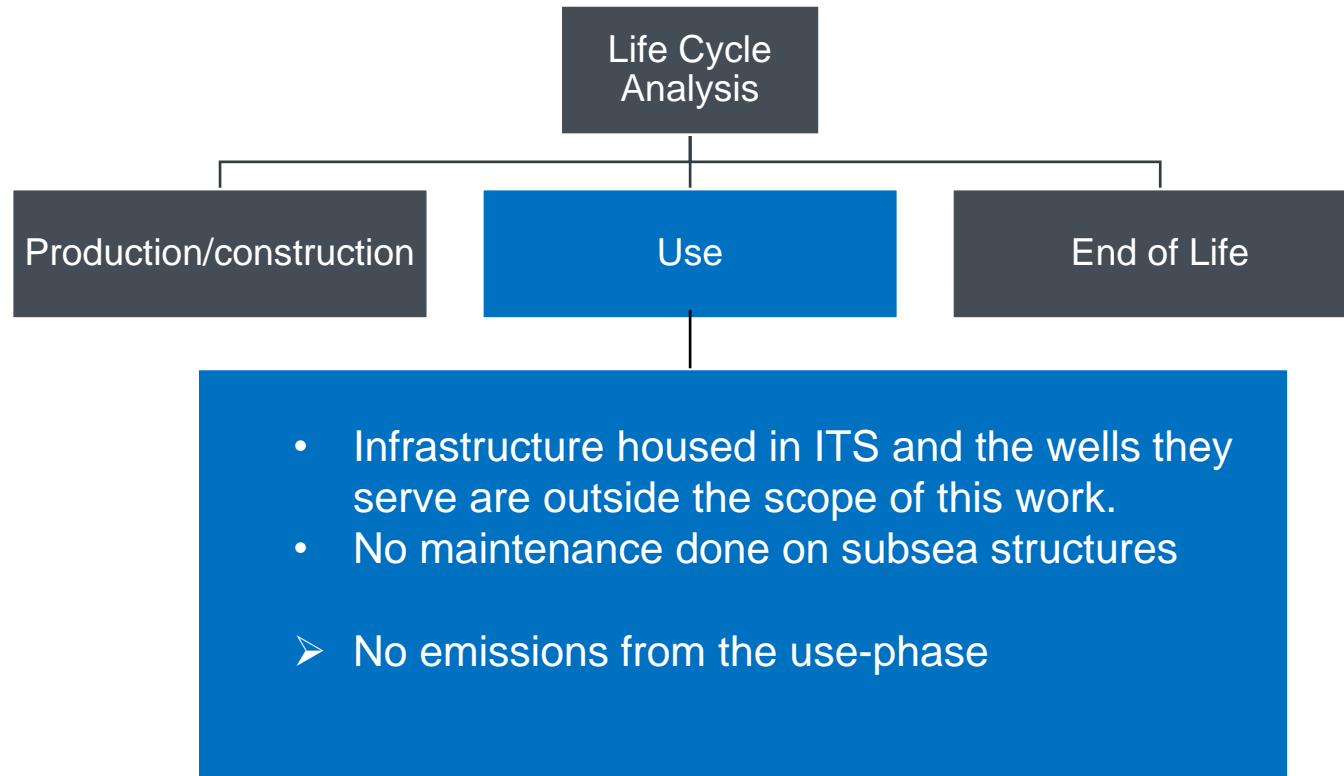 Life Cycle
Analysis
Production/construction
Use
End of Life
• Infrastructure housed in ITS and the wells they
serve are outside the scope of this work.
• No maintenance done on subsea structures
➢ No emissions from the use-phase